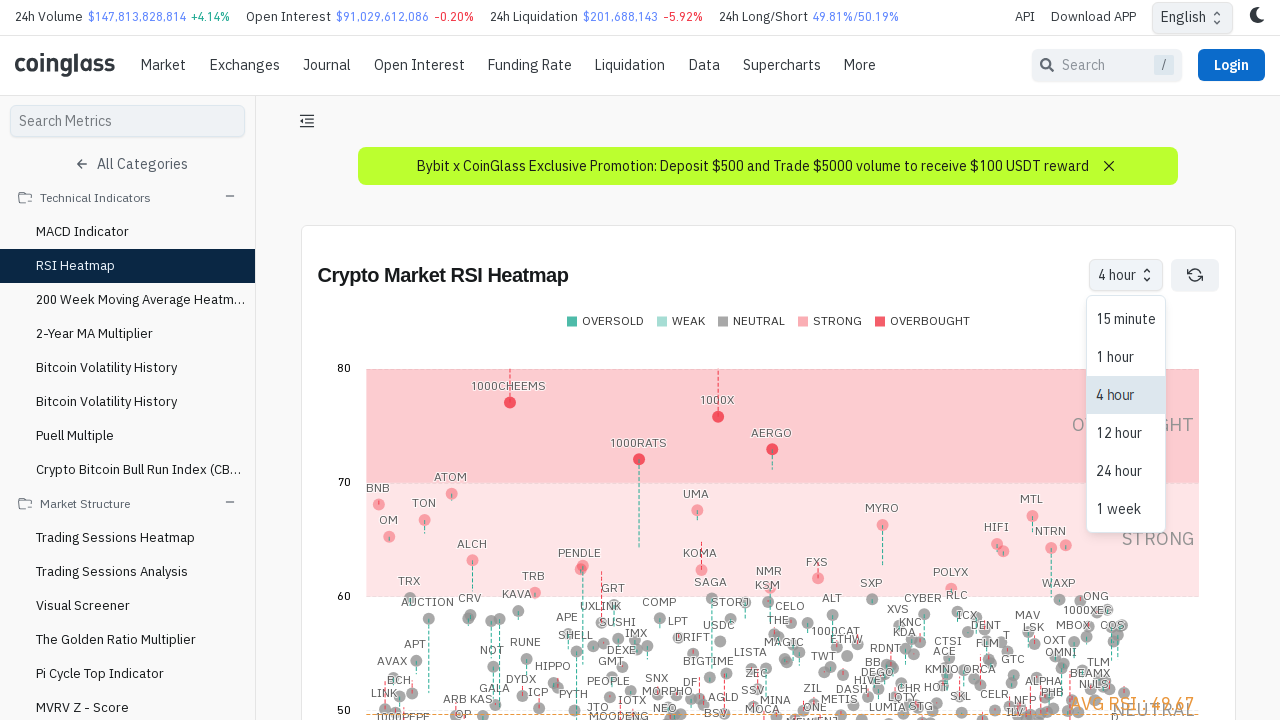 24h Volume $147,813,828,814 +4.14% Open Interest $91,029,612,086 -0.20% 24h Liquidation $201,688,143 -5.92% 24h Long/Short 49.81%/50.19% API Download APP English
coinglass Market Exchanges Journal Open Interest Funding Rate Liquidation Data Supercharts More Search / Login
Search Metrics
All Categories
Technical Indicators
MACD Indicator
RSI Heatmap
200 Week Moving Average Heatm...
2-Year MA Multiplier
Bitcoin Volatility History
Bitcoin Volatility History
Puell Multiple
Crypto Bitcoin Bull Run Index (CB...
Market Structure
Trading Sessions Heatmap
Trading Sessions Analysis
Visual Screener
The Golden Ratio Multiplier
Pi Cycle Top Indicator
MVRV Z - Score
Bybit x CoinGlass Exclusive Promotion: Deposit $500 and Trade $5000 volume to receive $100 USDT reward
Crypto Market RSI Heatmap
4 hour
15 minute
1 hour
4 hour
12 hour
24 hour
1 week
OVERSOLD WEAK NEUTRAL STRONG OVERBOUGHT
80
1000CHEEMS
1000X
AERGO
1000RATS
70
BNB
ATOM
TON
OM
UMA
MYRO
MTL
HIFI
NTRN
STRONG
ALCH
PENDLE
KOMA
FXS
TRB
NMR
POLYX
60
TRX
GRT
SAGA
KSM
SXP
WAXP
AUCTION CRV
KAVA
COMP
STORJ
CELO
ALT
CYBER
RLC
ONG
1000XEC
APT
APE
SUSHI
LPT
USDC
THE
XVS
KNC
ICX
MAV
MBOX
COS
SHELL
IMX
DRIFT
1000CAT
KDA
DENT
LSK
NOT
RUNE
DEXE
MAGIC
ETHW
CTSI
FLM
T
OXT
AVAX
HIPPO
GMT
BIGTIME
LISTA
TWT
RDNT
ACE
GTC
OMNI
BCH
DYDX
PEOPLE
SNX
ZEC
BB
DEGO
KMNO
ORCA
TLM
BEAMX
LINK
GALA
ICP
PYTH
MORPHO
SSV
ZIL
DASH
HIVE
CHR
HOT
CELR
ALPHA
NULS
ARB
JTO
IOTX
NEO
AGLD
MINA
METIS
SKL
PHB
50
1000PEPE
OP
MOODENG
BSV
MOCA
ONE
LUMIA
STG
NFP
AVG RSI : 49.67
NEUTRAL